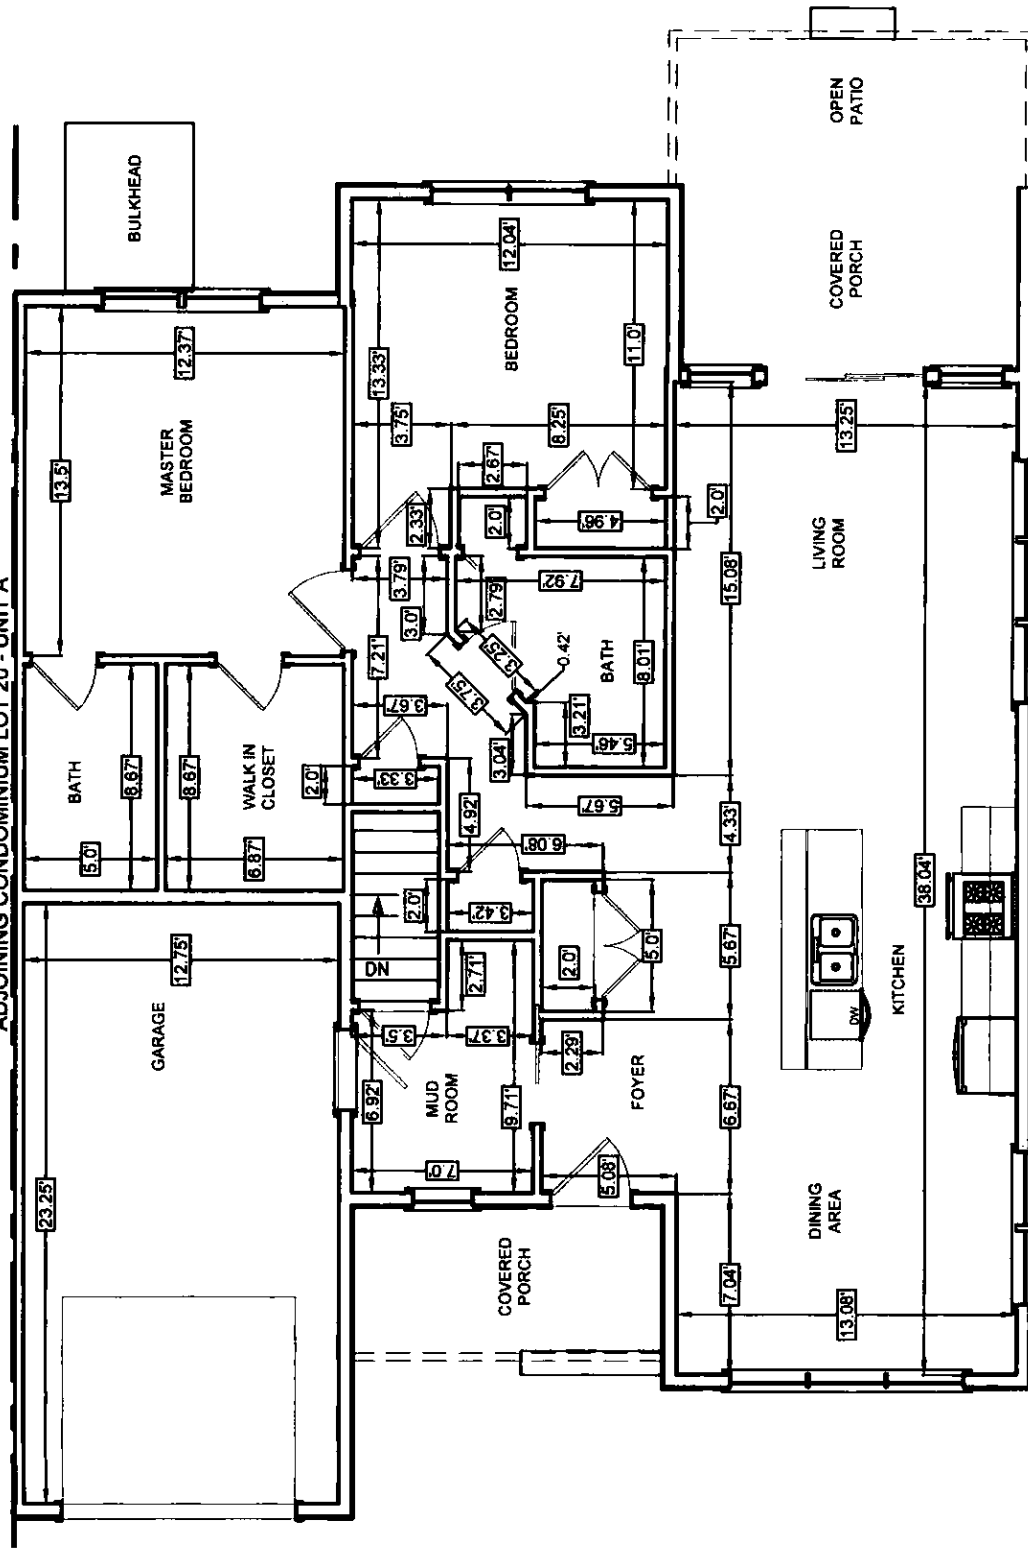 ADJOINING CONDOMINIUM LOT 20 - UNIT A
BULKHEAD
OPEN
PATIO
12.37'
13.5'
MASTER
BEDROOM
12.04'
13.33'
BEDROOM
11.0'
3.75'
8.25'
COVERED
PORCH
13.25'
2.67'
2.33'
2.0'
4.96'
2.0'
LIVING
ROOM
15.08'
3.79'
3.0'
2.79'
7.92'
7.21'
3.25'
3.75'
0.42'
BATH
8.01'
3.21'
5.46'
3.04'
5.67'
3.67'
BATH
8.67'
5.0'
8.67'
WALK IN
CLOSET
6.87'
2.0'
3.33'
4.92'
6.08'
4.33'
38.04'
12.75'
GARAGE
23.25'
DN
2.0'
3.42'
2.71'
2.0'
5.0'
5.67'
DW
KITCHEN
3.5'
3.37'
2.29'
6.92'
MUD
ROOM
9.71'
7.0'
FOYER
6.67'
5.08'
COVERED
PORCH
DINING
AREA
7.04'
13.08'